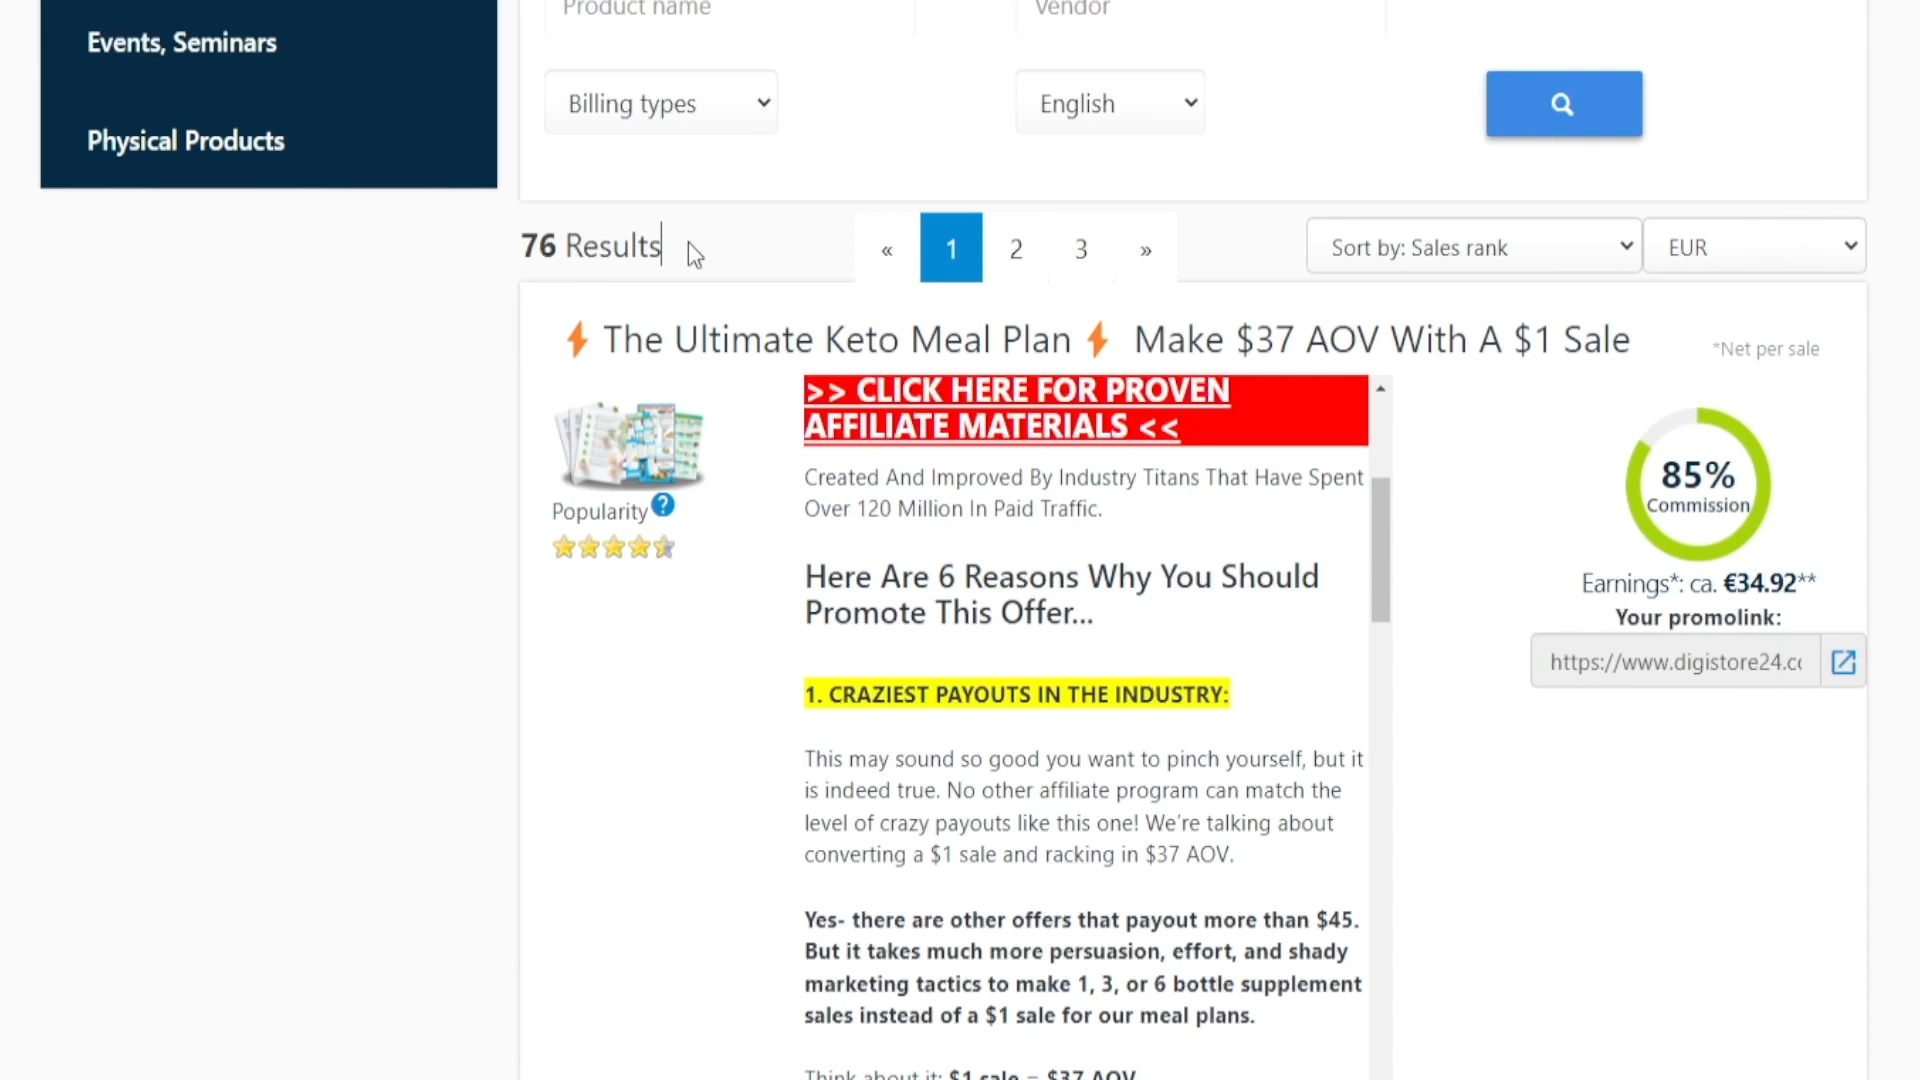 Product name
Vendor
Events, Seminars
Billing types
English
Physical Products
76 Results
«
1
2
3
»
Sort by: Sales rank
EUR
The Ultimate Keto Meal Plan Make $37 AOV With A $1 Sale
*Net per sale
>> CLICK HERE FOR PROVEN
AFFILIATE MATERIALS <<
Created And Improved By Industry Titans That Have Spent
Over 120 Million In Paid Traffic.
Popularity
?
Here Are 6 Reasons Why You Should
Promote This Offer...
85%
Commission
Earnings*: ca. €34.92**
Your promolink:
https://www.digistore24.cc
1. CRAZIEST PAYOUTS IN THE INDUSTRY:
This may sound so good you want to pinch yourself, but it
is indeed true. No other affiliate program can match the
level of crazy payouts like this one! We’re talking about
converting a $1 sale and racking in $37 AOV.
Yes- there are other offers that payout more than $45.
But it takes much more persuasion, effort, and shady
marketing tactics to make 1, 3, or 6 bottle supplement
sales instead of a $1 sale for our meal plans.
Think about it: $1 sale = $37 AOV